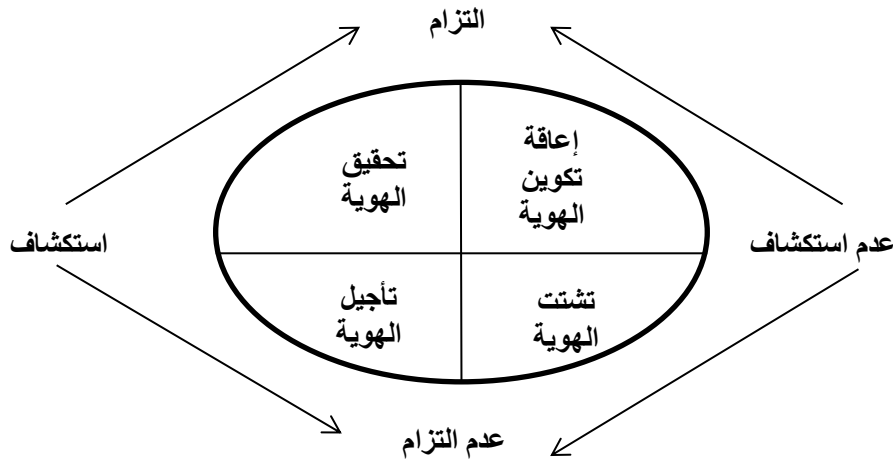 التزام
إعاقة
تكوين
الهوية
تحقيق
الهوية
عدم استكشاف
استكشاف
تشتت
الهوية
تأجيل
الهوية
عدم التزام